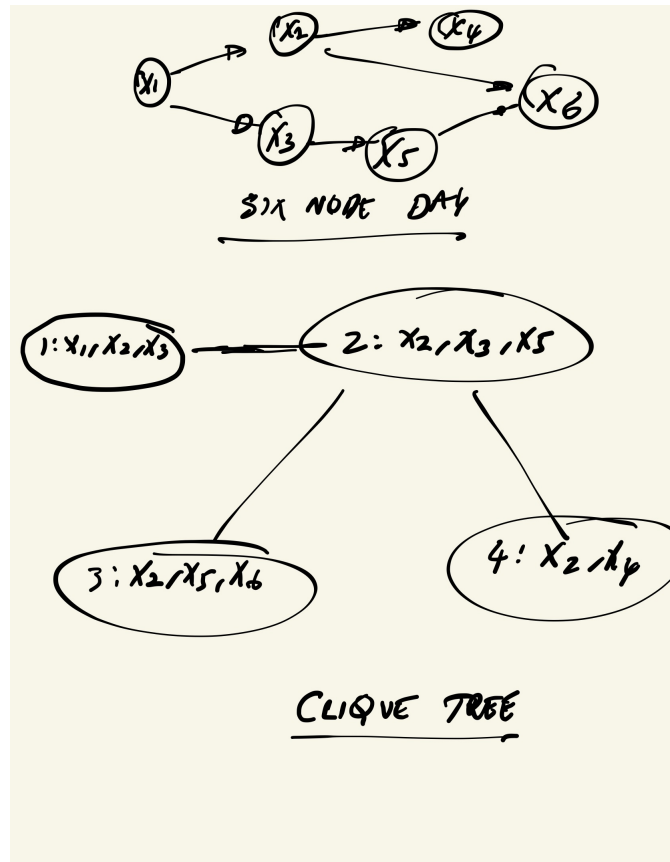 X2 X4
X1 X6
X3 X5
SIX NODE DAY
1: X1, X2, X3 2: X2, X3, X5
3: X2, X5, X6 4: X2, X4
CLIQUE TREE